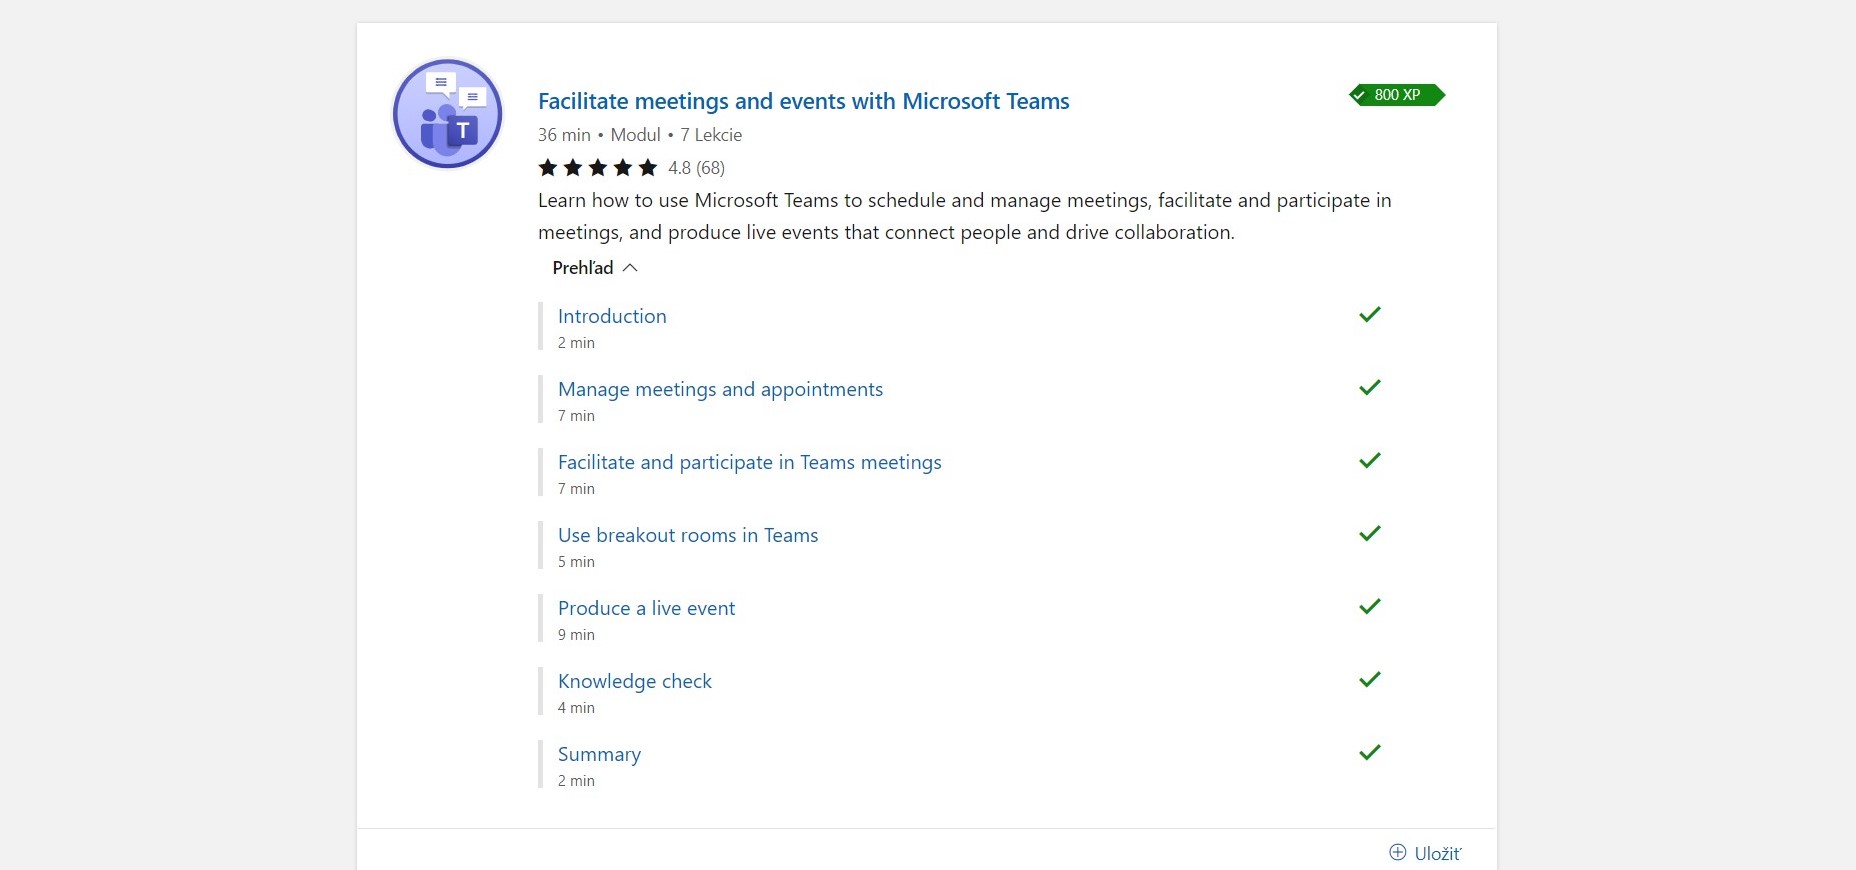 T
Facilitate meetings and events with Microsoft Teams
800 XP
36 min • Modul • 7 Lekcie
4.8 (68)
Learn how to use Microsoft Teams to schedule and manage meetings, facilitate and participate in
meetings, and produce live events that connect people and drive collaboration.
Prehľad
Introduction
2 min
Manage meetings and appointments
7 min
Facilitate and participate in Teams meetings
7 min
Use breakout rooms in Teams
5 min
Produce a live event
9 min
Knowledge check
4 min
Summary
2 min
Uložiť